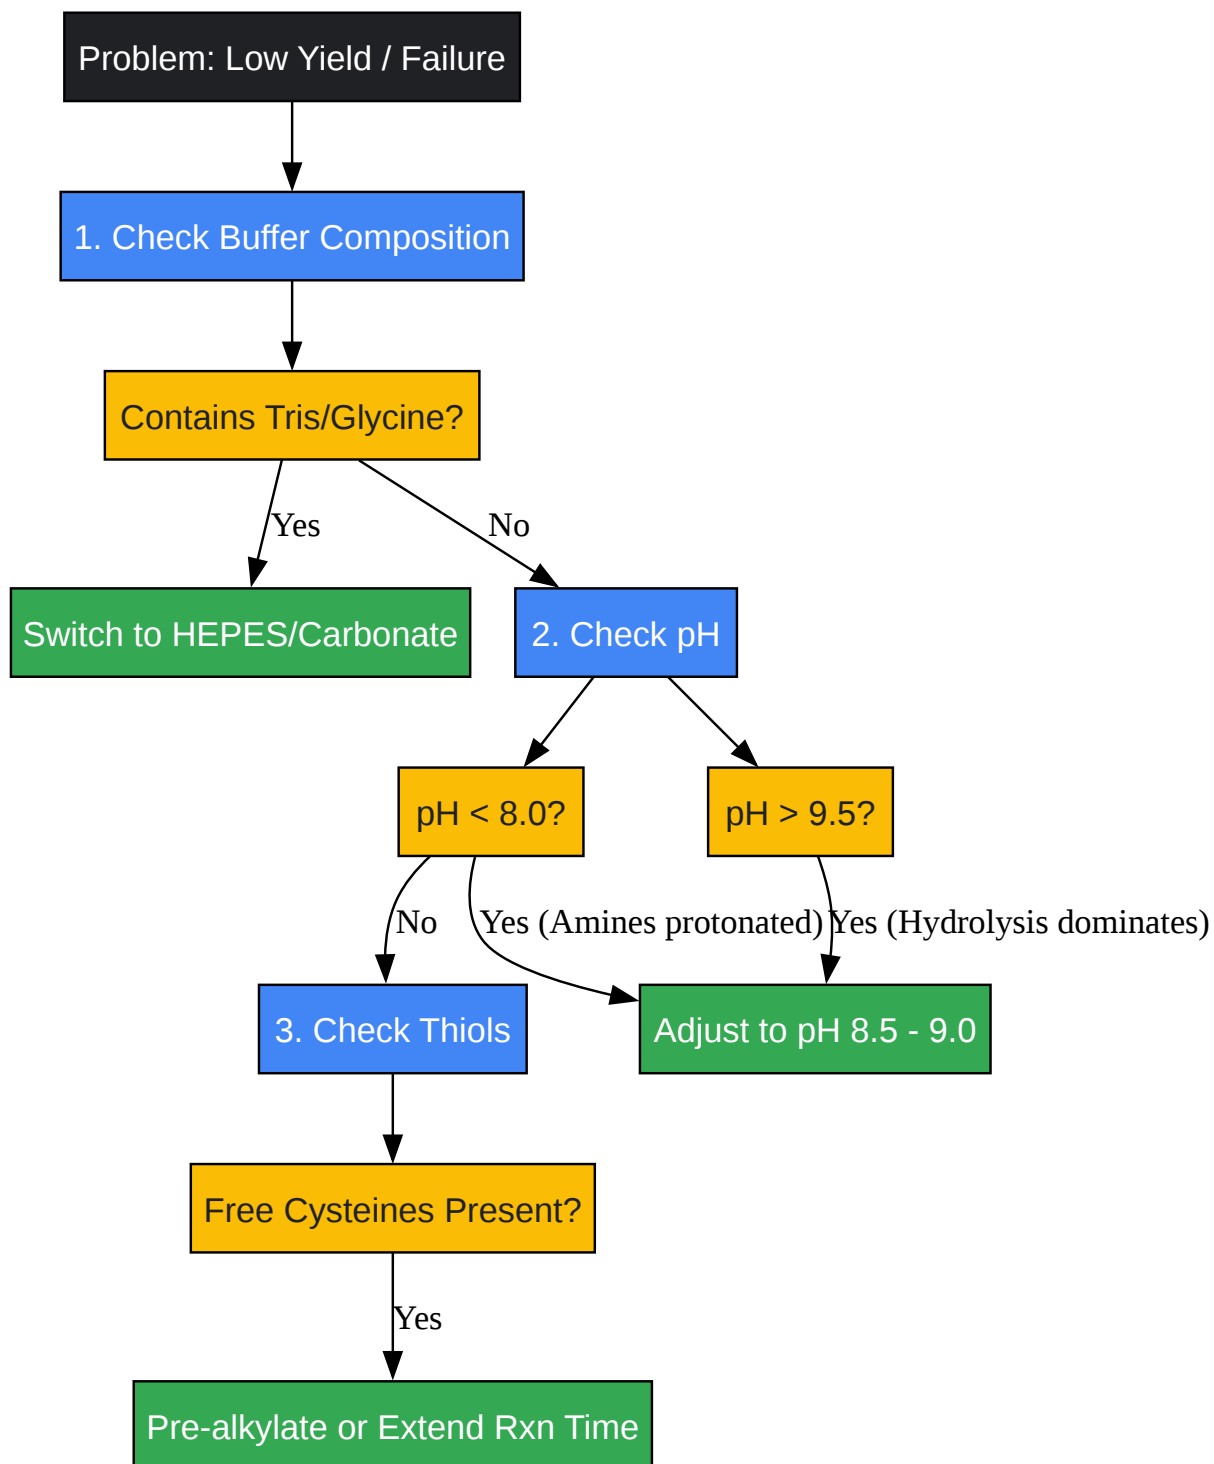 Problem: Low Yield / Failure
1. Check Buffer Composition
Contains Tris/Glycine?
Yes
No
Switch to HEPES/Carbonate
2. Check pH
pH < 8.0?
pH > 9.5?
No
Yes (Amines protonated)
Yes (Hydrolysis dominates)
3. Check Thiols
Adjust to pH 8.5 - 9.0
Free Cysteines Present?
Yes
Pre-alkylate or Extend Rxn Time